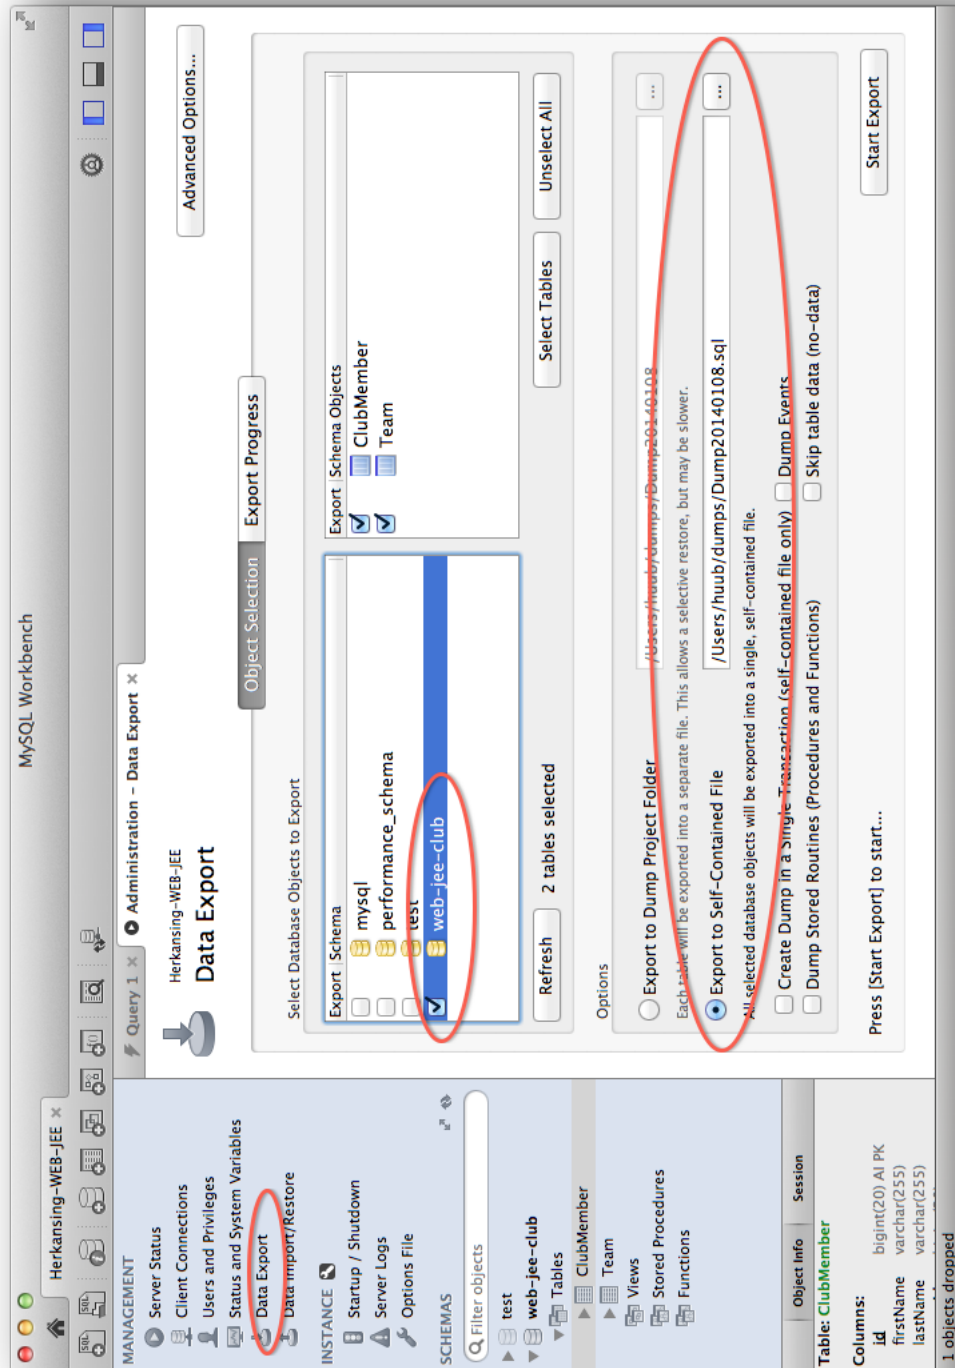 MySQL Workbench
Herkansing-WEB-JEE ×
SQL SQL
MANAGEMENT
Server Status
Client Connections
Users and Privileges
Status and System Variables
Data Export
Data Import/Restore
INSTANCE
Startup / Shutdown
Server Logs
Options File
SCHEMAS
Filter objects
test
web-jee-club
Tables
ClubMember
Team
Views
Stored Procedures
Functions
Object Info Session
Table: ClubMember
Columns:
id bigint(20) AI PK
firstName varchar(255)
lastName varchar(255)
1 objects dropped
Query 1 × Administration - Data Export ×
Herkansing-WEB-JEE
Data Export
Advanced Options...
Object Selection Export Progress
Select Database Objects to Export
Export Schema
mysql
performance_schema
test
web-jee-club
Export Schema Objects
ClubMember
Team
Refresh 2 tables selected Select Tables Unselect All
Options
Export to Dump Project Folder /Users/huub/dumps/Dump20140108 ...
Each table will be exported into a separate file. This allows a selective restore, but may be slower.
Export to Self-Contained File /Users/huub/dumps/Dump20140108.sql ...
All selected database objects will be exported into a single, self-contained file.
Create Dump in a Single Transaction (self-contained file only) Dump Events
Dump Stored Routines (Procedures and Functions) Skip table data (no-data)
Press [Start Export] to start...
Start Export